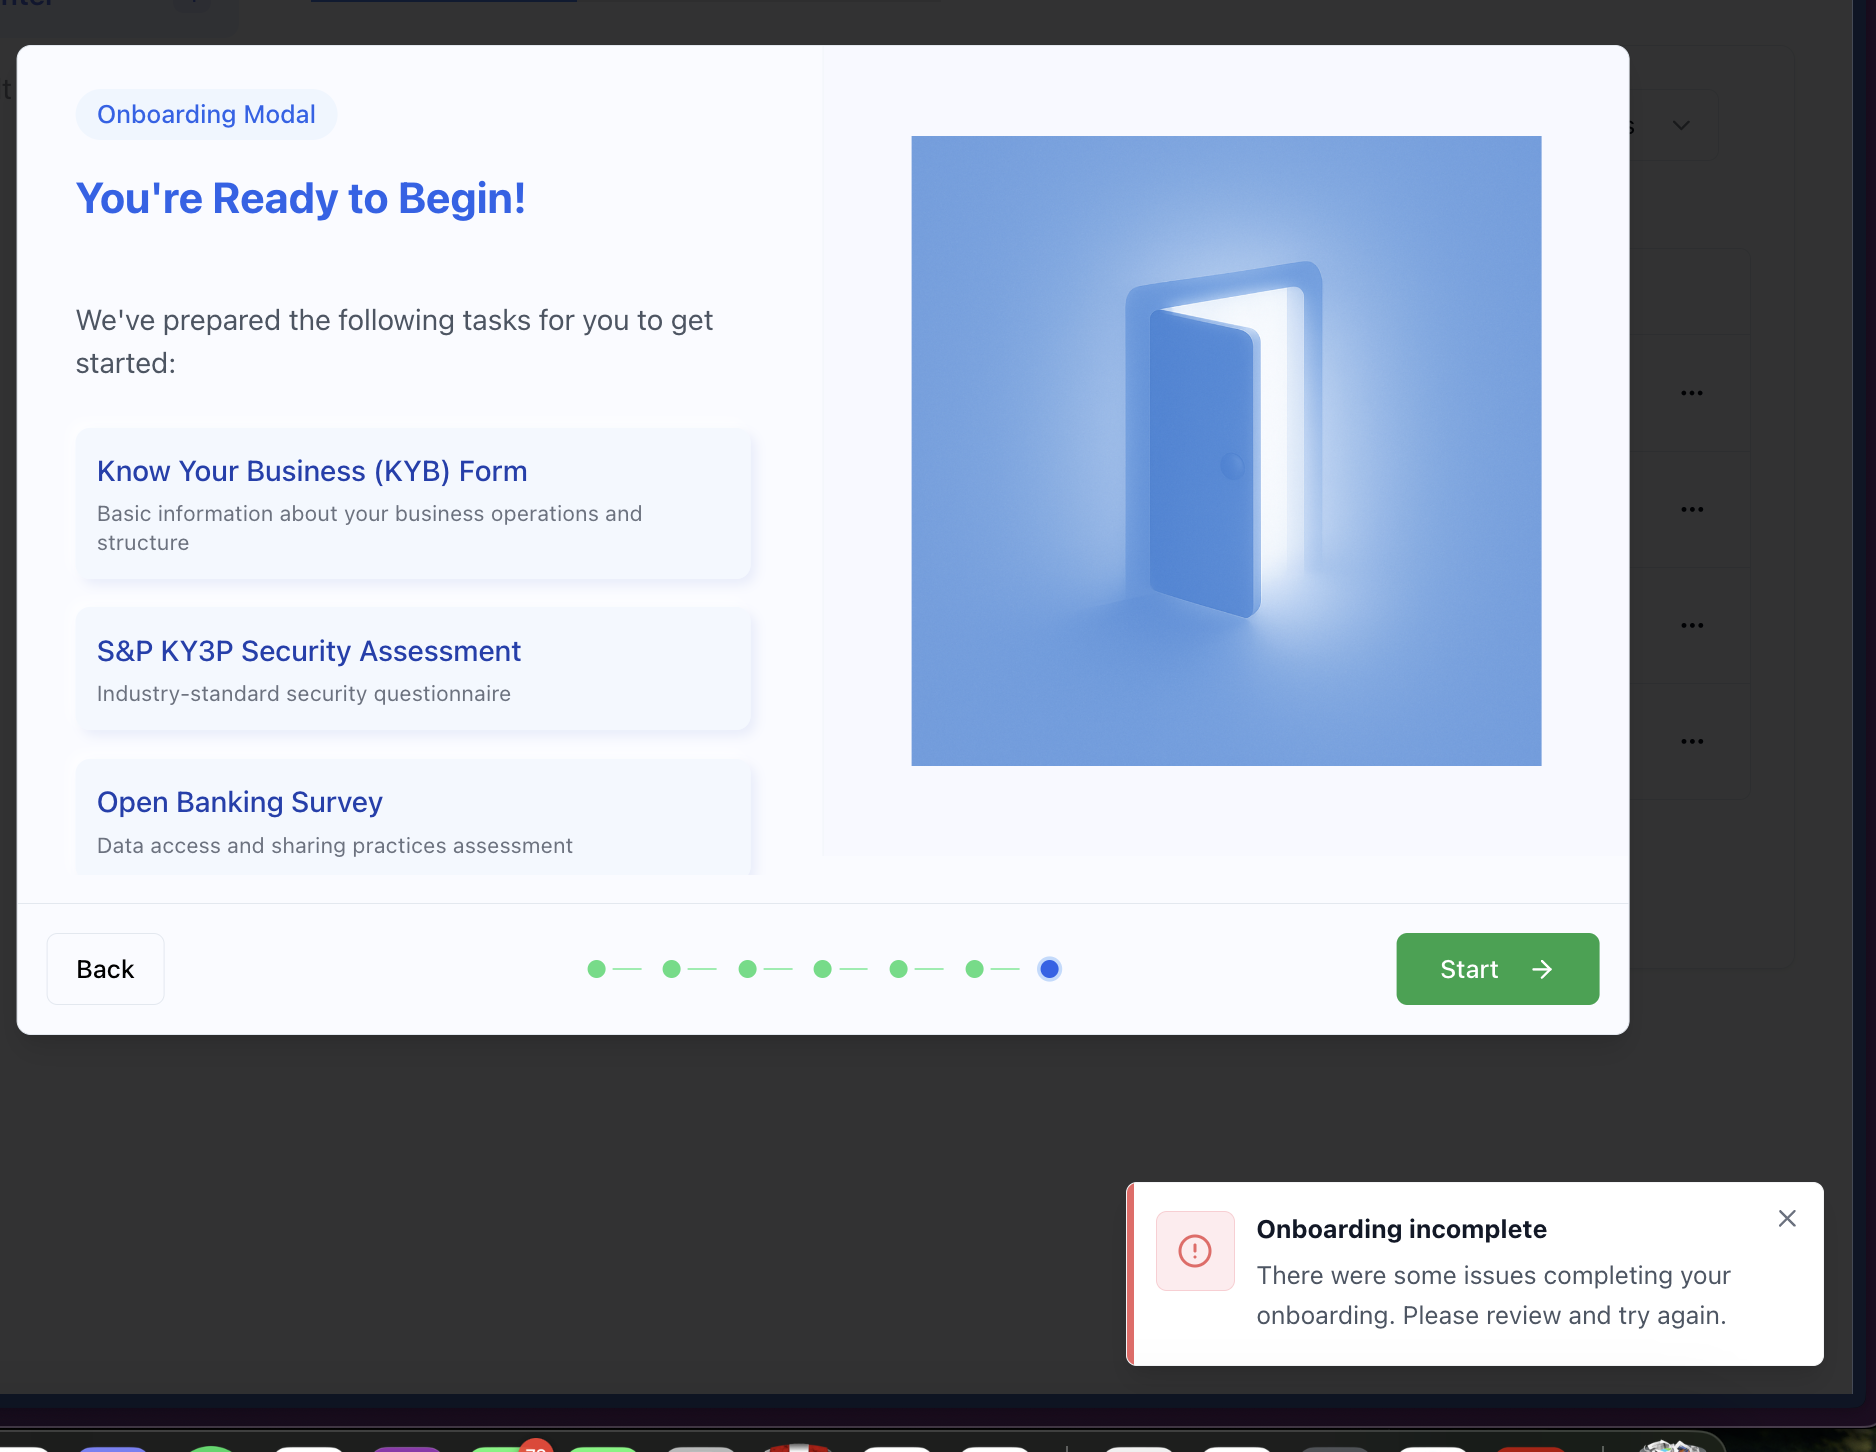 Onboarding Modal
You're Ready to Begin!
We've prepared the following tasks for you to get
started:
Know Your Business (KYB) Form
Basic information about your business operations and
structure
S&P KY3P Security Assessment
Industry-standard security questionnaire
Open Banking Survey
Data access and sharing practices assessment
Back
Start
Onboarding incomplete
There were some issues completing your
onboarding. Please review and try again.